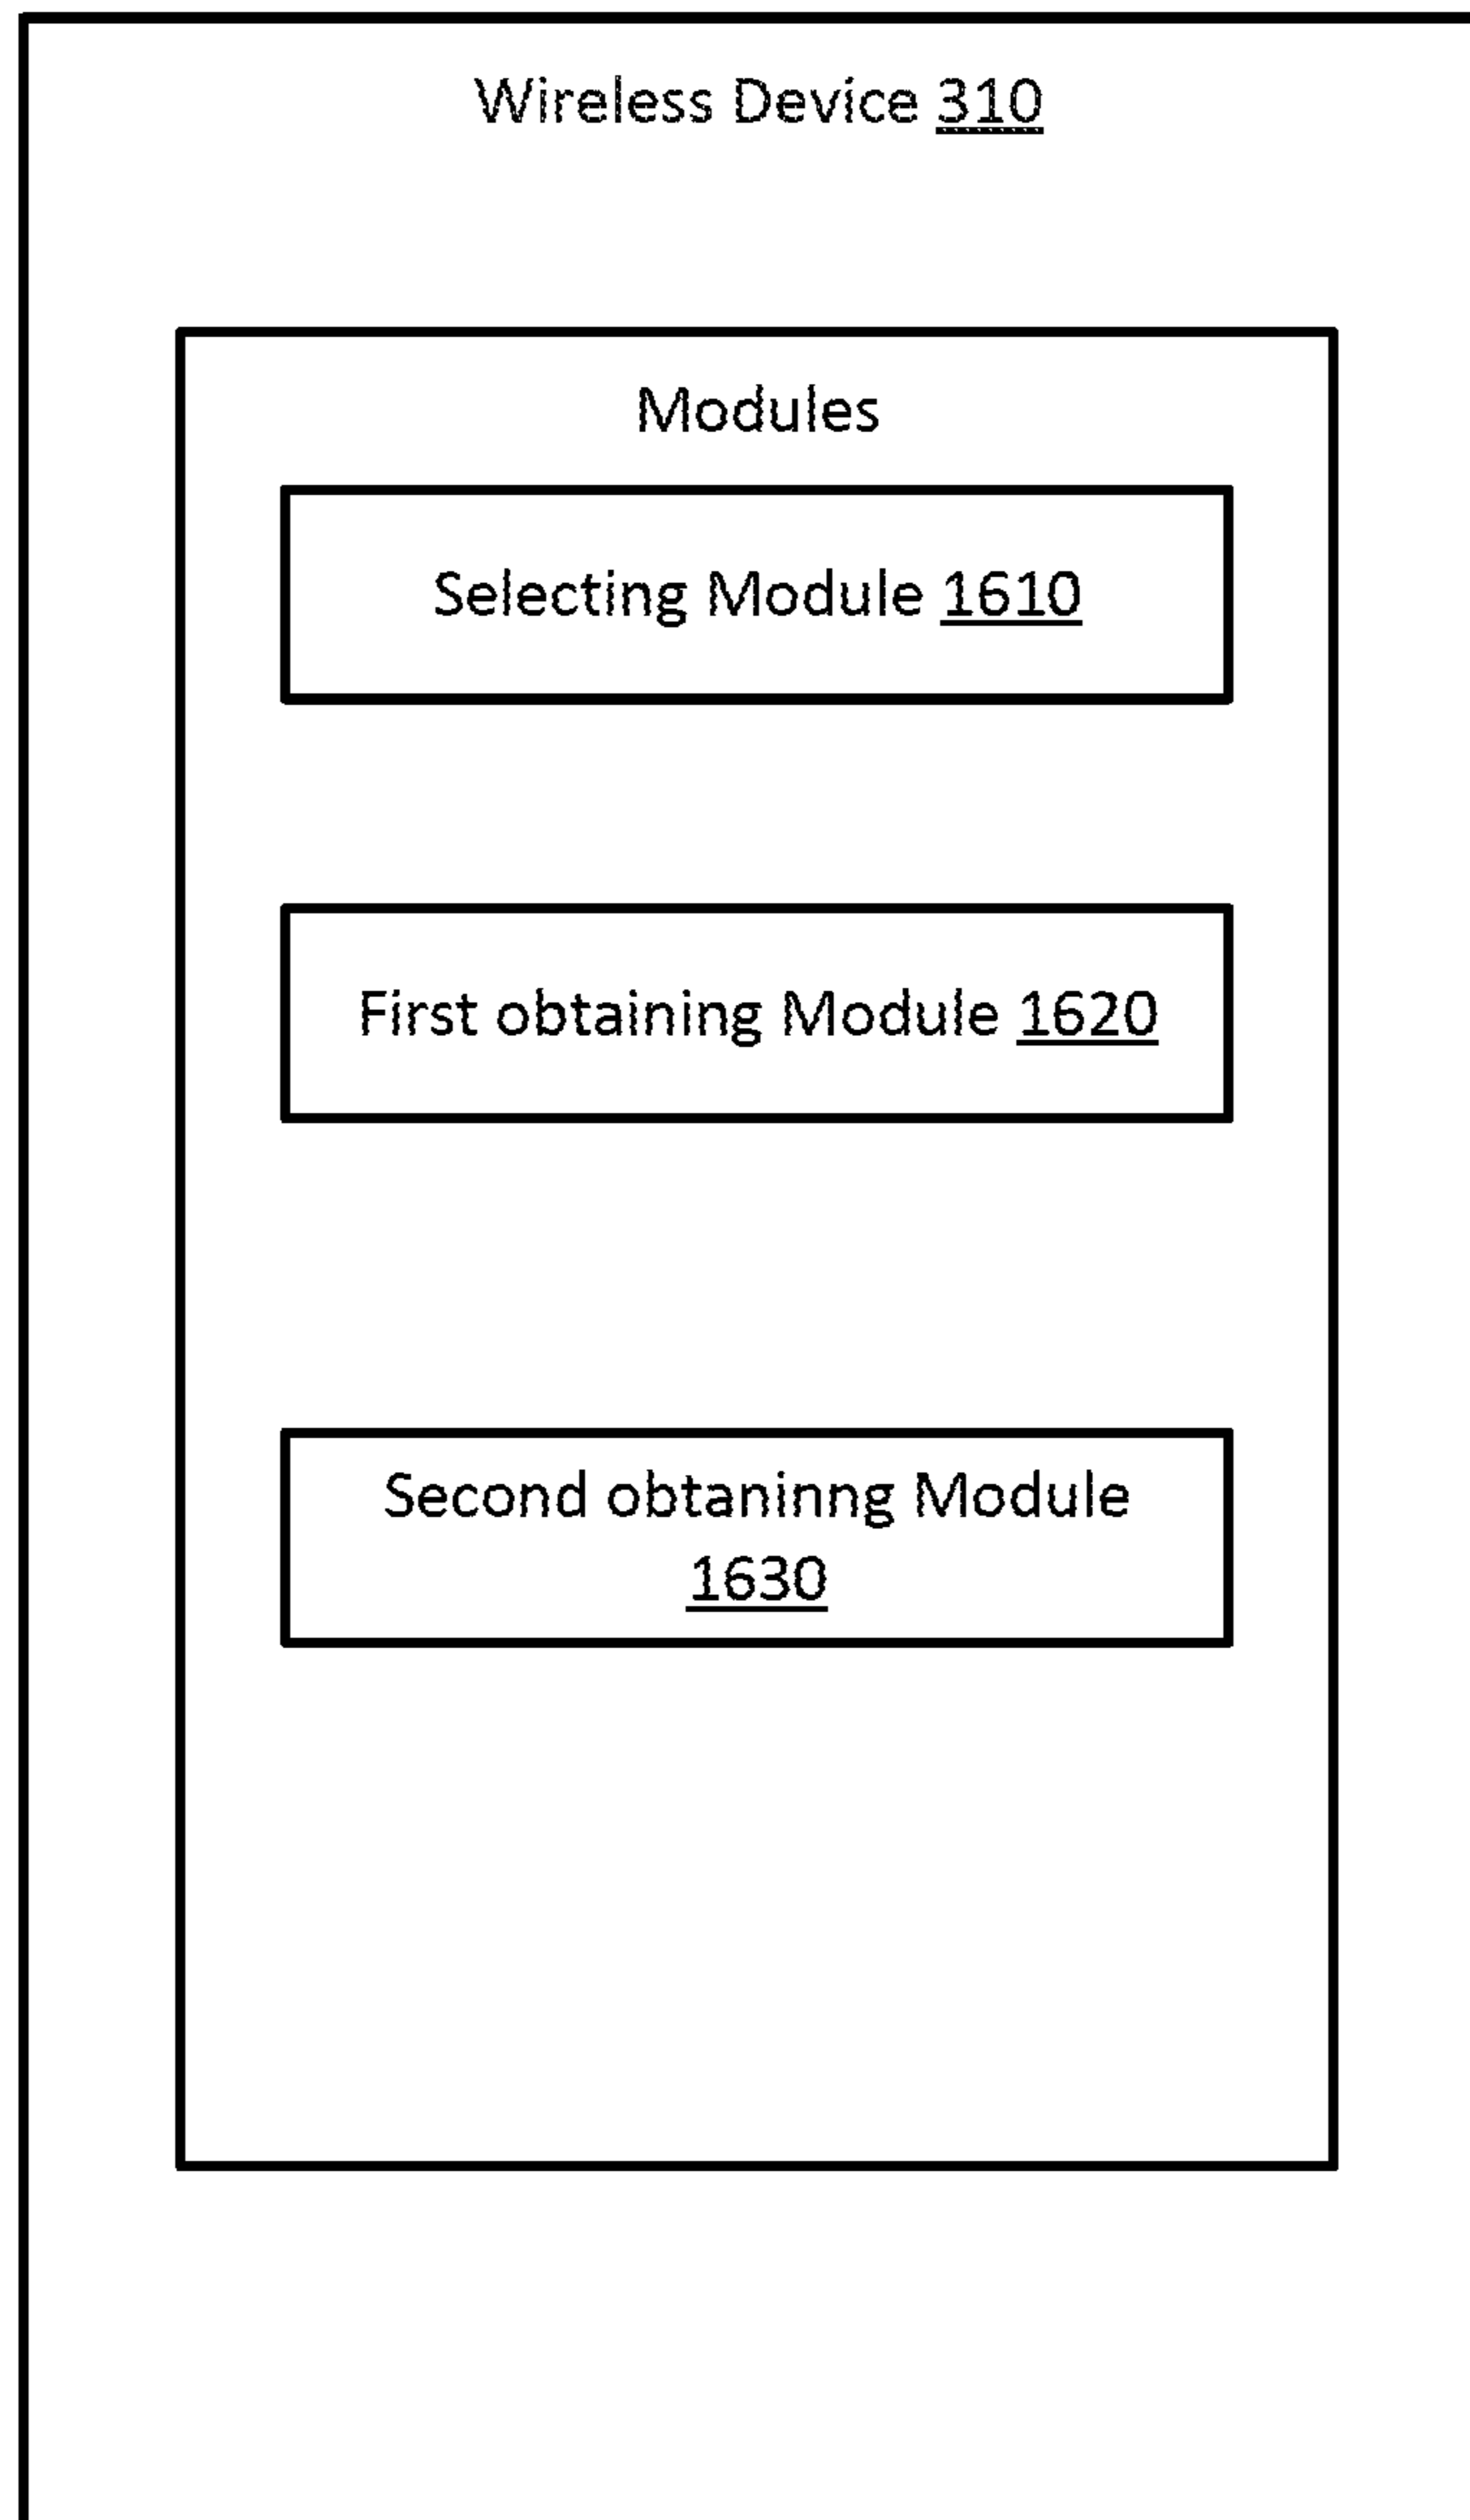 Wireless Device 310
Modules
Selecting Module 1610
First obtaining Module 1620
Second obtaninng Module
1630